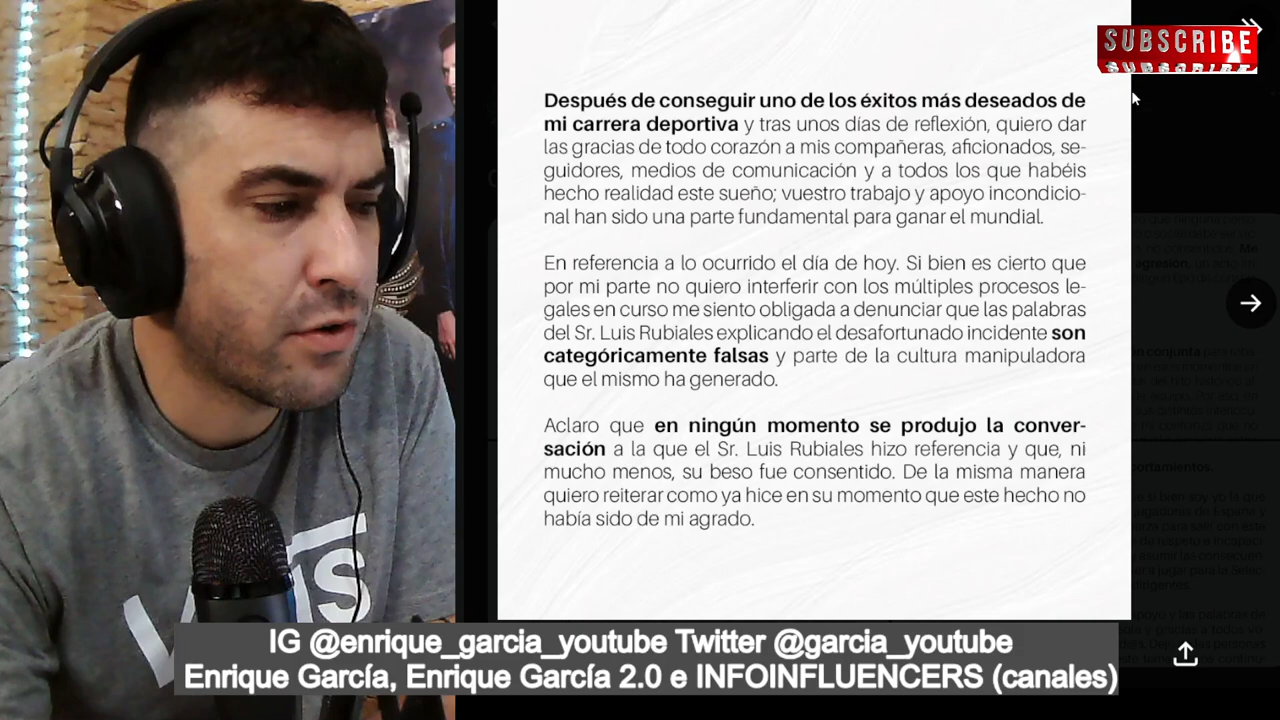 SUBSCRIBE
Después de conseguir uno de los éxitos más deseados de
mi carrera deportiva y tras unos días de reflexión, quiero dar
las gracias de todo corazón a mis compañeras, aficionados, se-
guidores, medios de comunicación y a todos los que habéis
hecho realidad este sueño; vuestro trabajo y apoyo incondicio-
nal han sido una parte fundamental para ganar el mundial.
En referencia a lo ocurrido el día de hoy. Si bien es cierto que
por mi parte no quiero interferir con los múltiples procesos le-
gales en curso me siento obligada a denunciar que las palabras
del Sr. Luis Rubiales explicando el desafortunado incidente son
categóricamente falsas y parte de la cultura manipuladora
que el mismo ha generado.
Aclaro que en ningún momento se produjo la conver-
sación a la que el Sr. Luis Rubiales hizo referencia y que, ni
mucho menos, su beso fue consentido. De la misma manera
quiero reiterar como ya hice en su momento que este hecho no
había sido de mi agrado.
IG @enrique_garcia_youtube Twitter @garcia_youtube
Enrique García, Enrique García 2.0 e INFOINFLUENCERS (canales)